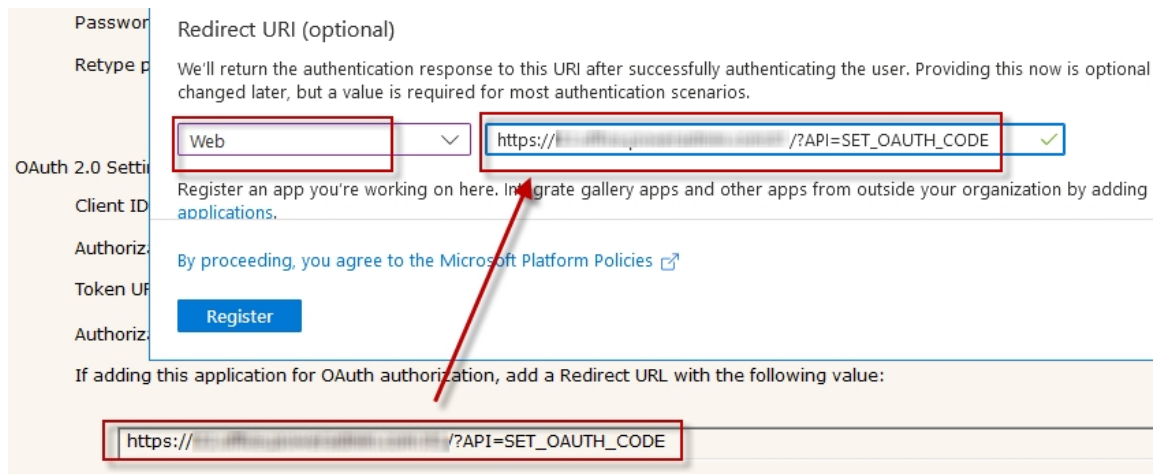 Passwor
Redirect URI (optional)
Retype p
We'll return the authentication response to this URI after successfully authenticating the user. Providing this now is optional
changed later, but a value is required for most authentication scenarios.
Web
https:// /?API=SET_OAUTH_CODE
OAuth 2.0 Settin
Register an app you're working on here. Integrate gallery apps and other apps from outside your organization by adding
Client ID
applications.
Authoriza
By proceeding, you agree to the Microsoft Platform Policies
Token UR
Register
Authoriza
If adding this application for OAuth authorization, add a Redirect URL with the following value:
https:// /?API=SET_OAUTH_CODE